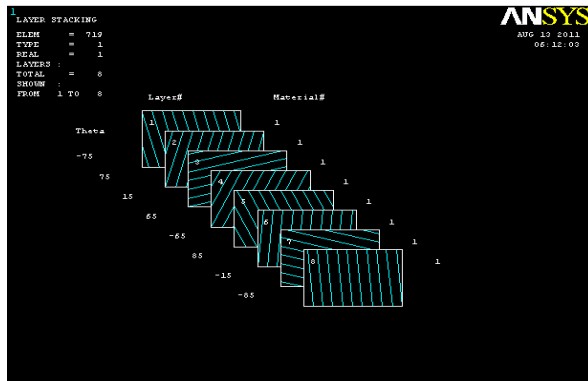 1
LAYER STACKING
ELEM = 719
TYPE = 1
REAL = 1
LAYERS :
TOTAL = 8
SHOWN :
FROM 1 TO 8
ANSYS
AUG 13 2011
06:12:03
Layer# Material#
Theta
1 1
-75
2 1
75
3 1
15
4 1
65
5 1
-65
6 1
85
7 1
-15
8 1
-85